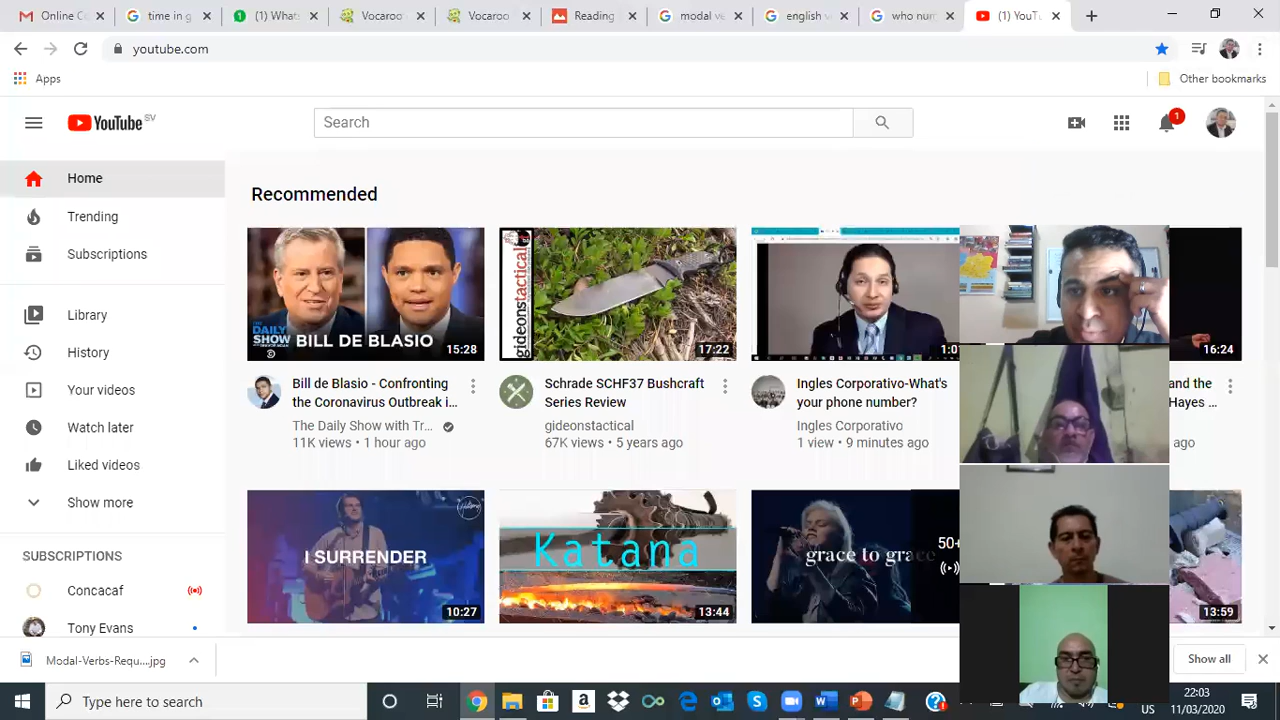 Online Ce
time in g
(1) Whats
Vocaroo
Vocaroo
Reading
modal ve
english v
who num
(1) YouTu
youtube.com
Apps
Other bookmarks
YouTube SV
Search
1
Home
Trending
Subscriptions
Library
History
Your videos
Watch later
Liked videos
Show more
SUBSCRIPTIONS
Concacaf
Tony Evans
Recommended
THE DAILY SHOW
BILL DE BLASIO
15:28
gideonstactical
17:22
1:01
16:24
Bill de Blasio - Confronting
the Coronavirus Outbreak i...
The Daily Show with Tr...
11K views • 1 hour ago
Schrade SCHF37 Bushcraft
Series Review
gideonstactical
67K views • 5 years ago
Ingles Corporativo-What's
your phone number?
Ingles Corporativo
1 view • 9 minutes ago
and the
Hayes ...
ago
I SURRENDER
10:27
Katana
13:44
grace to grace
50+
13:59
Modal-Verbs-Requ....jpg
Show all
Type here to search
22:03
US
11/03/2020